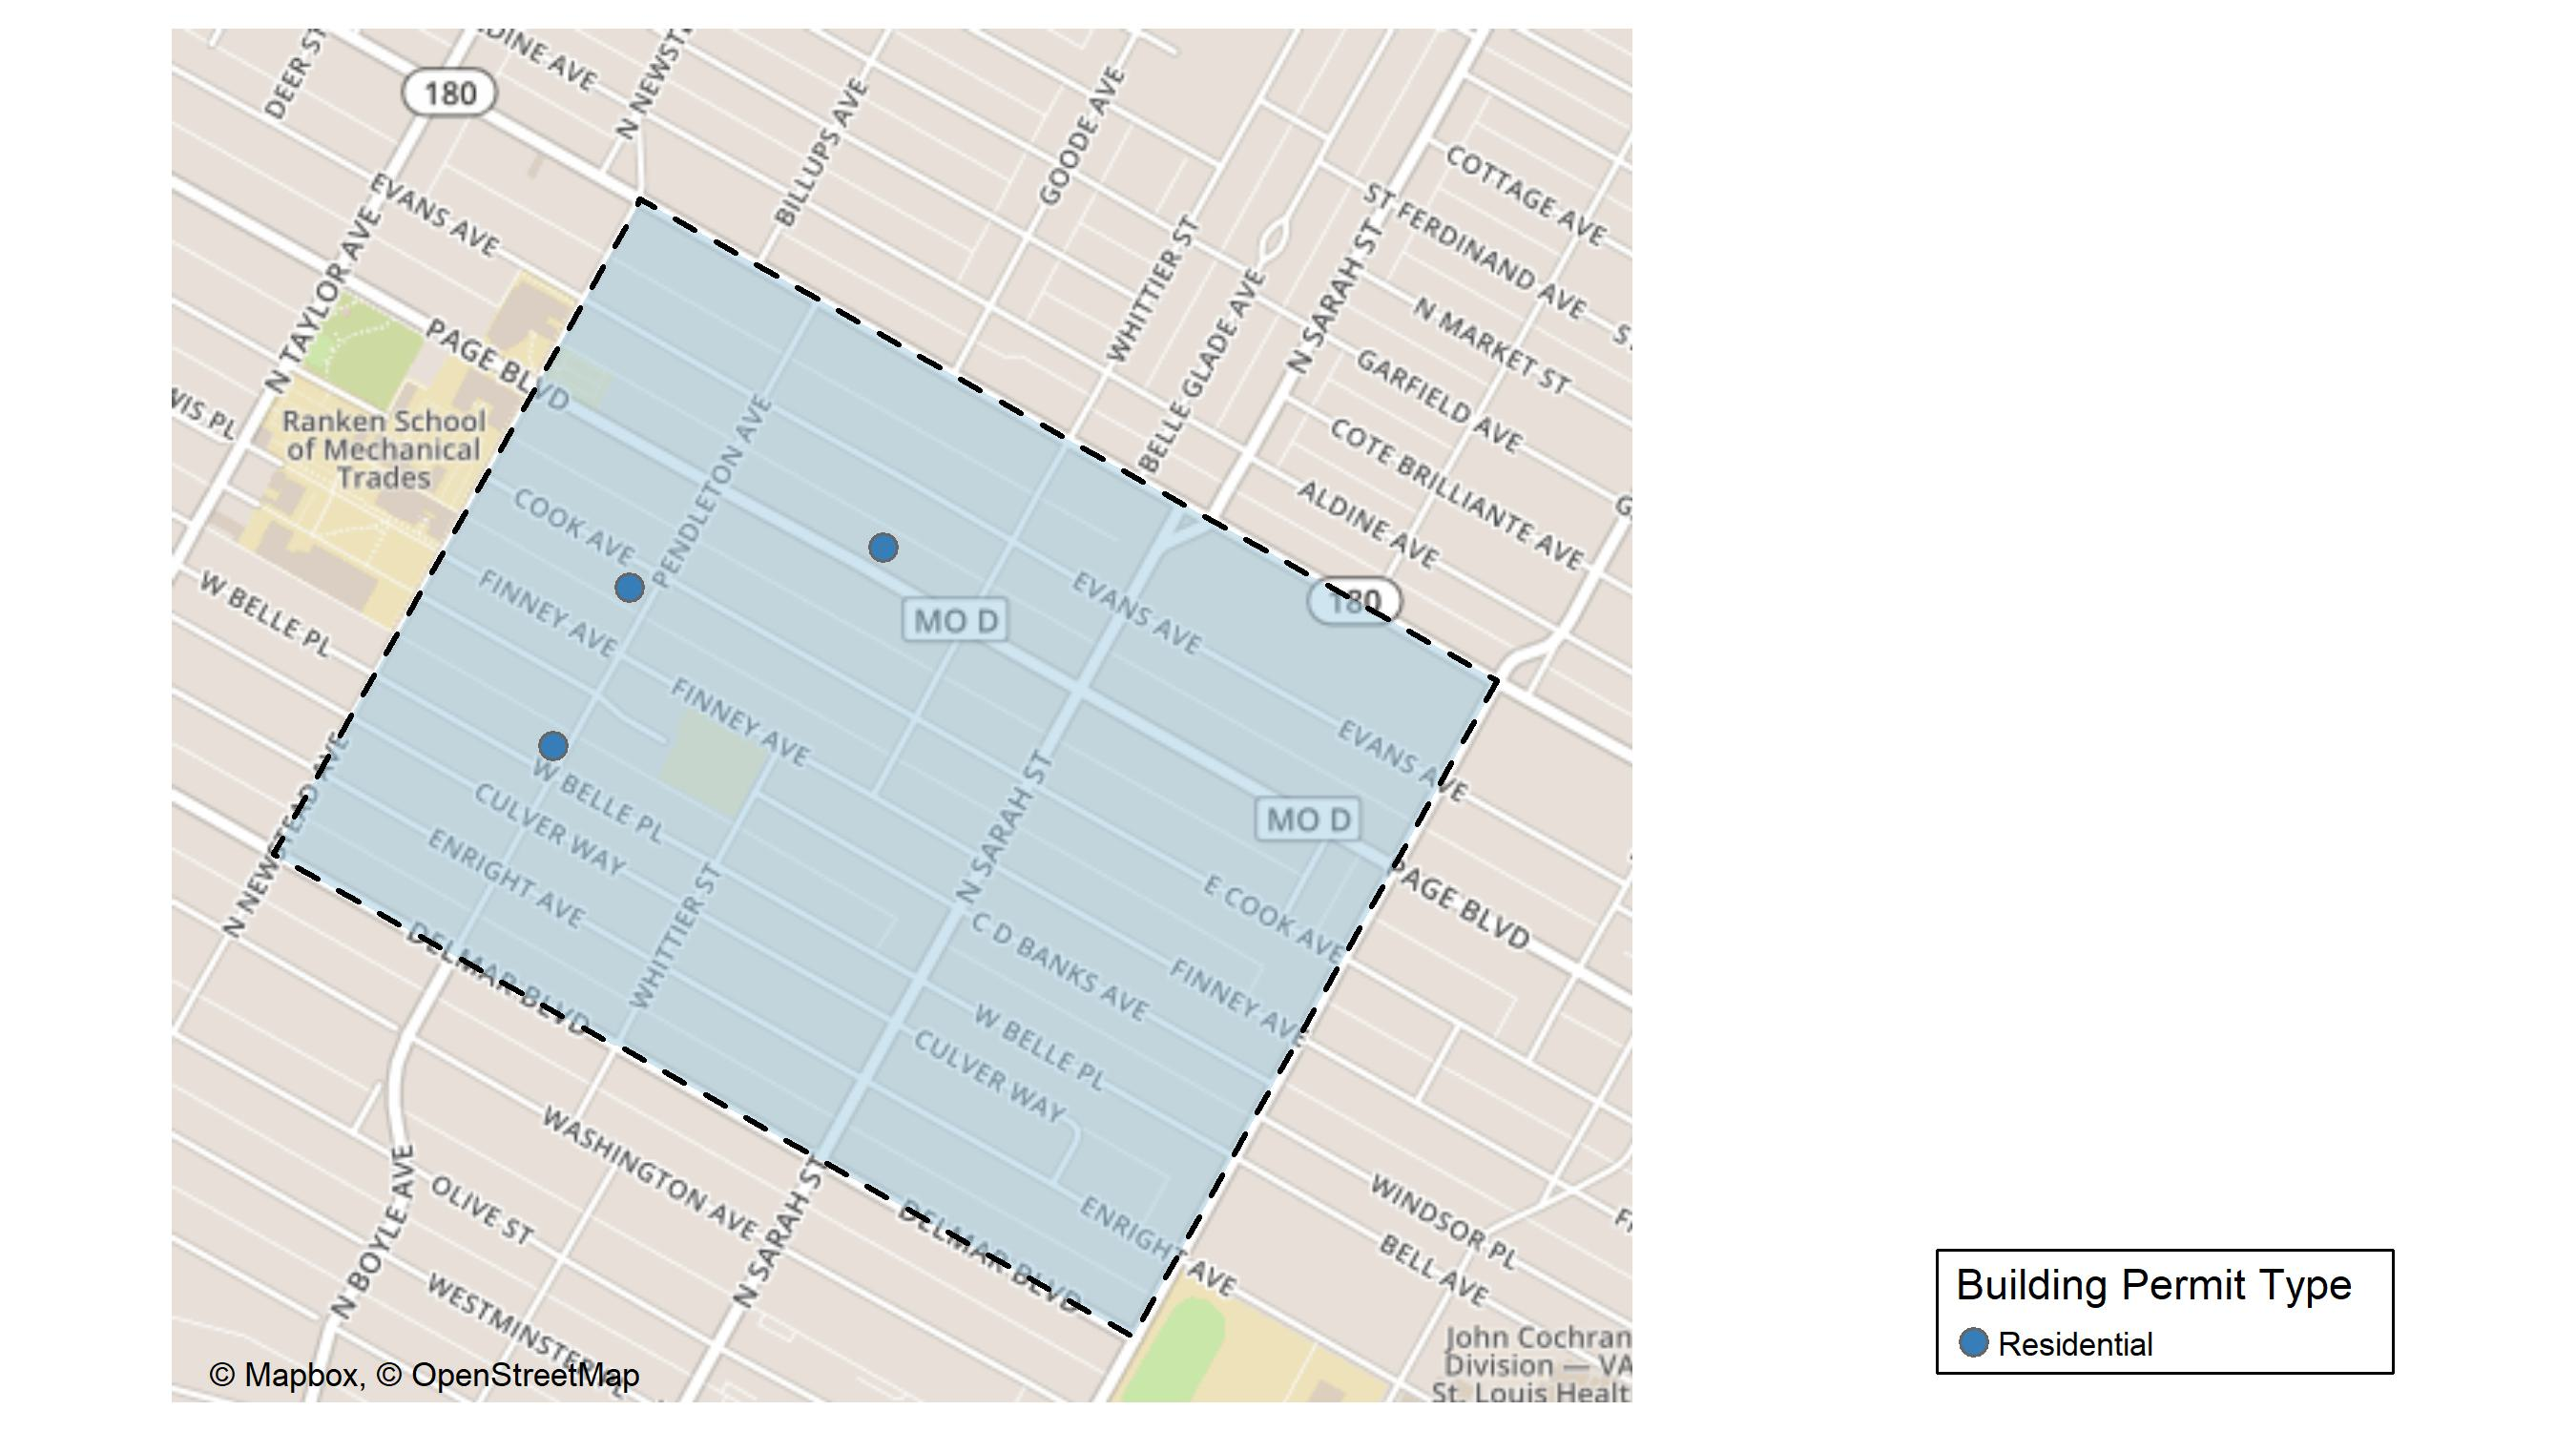 DEER ST
180
N NEWST
BILLUPS AVE
GOODE AVE
COTTAGE AVE
ST FERDINAND AVE
EVANS AVE
WHITTIER ST
BELLE GLADE AVE
N SARAH ST
N MARKET ST
N TAYLOR AVE
PAGE BLVD
GARFIELD AVE
Ranken School
of Mechanical
Trades
PENDLETON AVE
COTE BRILLIANTE AVE
ALDINE AVE
COOK AVE
FINNEY AVE
MO D
EVANS AVE
180
W BELLE PL
FINNEY AVE
EVANS AVE
N SARAH ST
MO D
W BELLE PL
CULVER WAY
ENRIGHT AVE
WHITTIER ST
N NEWSTEAD AVE
DELMAR BLVD
E COOK AVE
PAGE BLVD
C D BANKS AVE
FINNEY AVE
W BELLE PL
CULVER WAY
WASHINGTON AVE
OLIVE ST
N BOYLE AVE
N SARAH ST
DELMAR BLVD
ENRIGHT AVE
WINDSOR PL
BELL AVE
WESTMINSTER PL
John Cochran
Division — VA
St. Louis Healt
© Mapbox, © OpenStreetMap
Building Permit Type
Residential